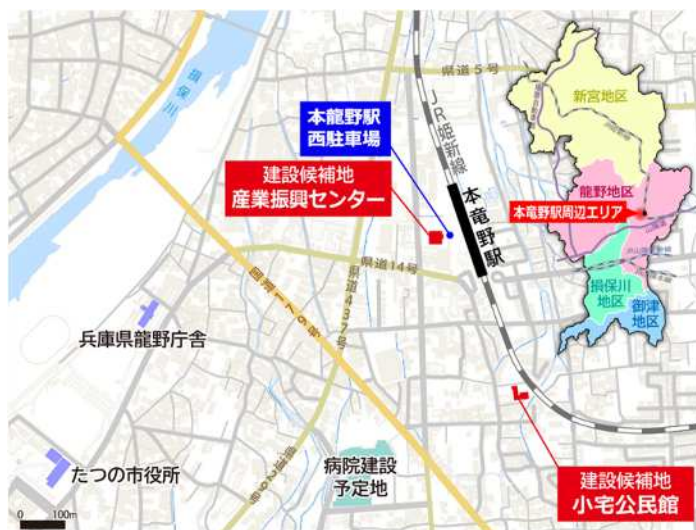 揖保川
県道5号
JR姫新線
本龍野駅
西駐車場
建設候補地
産業振興センター
本竜野駅
県道14号
国道179号
県道437号
兵庫県龍野庁舎
たつの市役所
県道29号
病院建設
予定地
建設候補地
小宅公民館
0 100m
新宮地区
龍野地区
本竜野駅周辺エリア
揖保川
地区
御津
地区